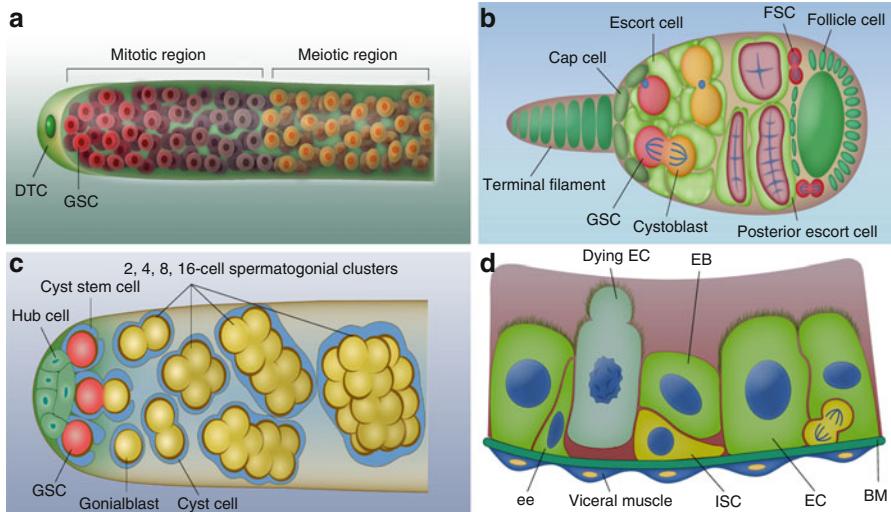 a
Mitotic region
Meiotic region
DTC
GSC
b
Escort cell
FSC
Follicle cell
Cap cell
Terminal filament
GSC
Cystoblast
Posterior escort cell
c
2, 4, 8, 16-cell spermatogonial clusters
Cyst stem cell
Hub cell
GSC
Gonialblast
Cyst cell
d
Dying EC
EB
ee
Viceral muscle
ISC
EC
BM